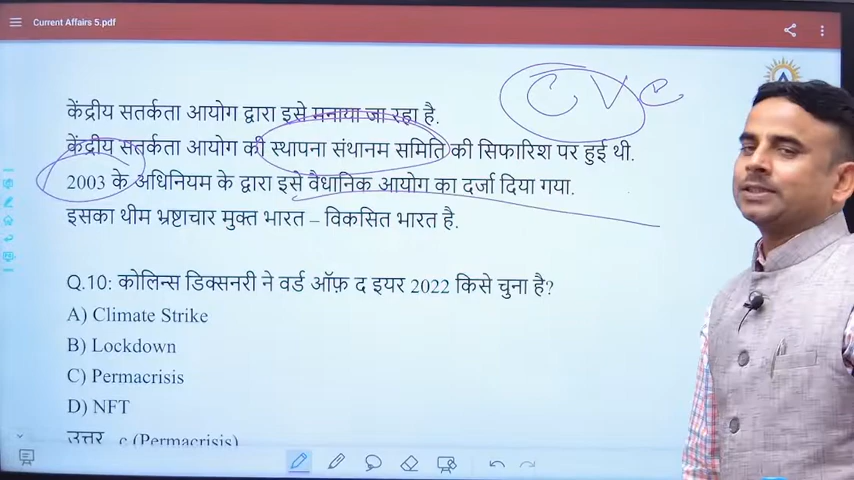 Current Affairs 5.pdf
CVC
केंद्रीय सतर्कता आयोग द्वारा इसे मनाया जा रहा है.
केंद्रीय सतर्कता आयोग की स्थापना संथानम समिति की सिफारिश पर हुई थी.
2003 के अधिनियम के द्वारा इसे वैधानिक आयोग का दर्जा दिया गया.
इसका थीम भ्रष्टाचार मुक्त भारत – विकसित भारत है.
Q.10: कोलिन्स डिक्सनरी ने वर्ड ऑफ़ द इयर 2022 किसे चुना है?
A) Climate Strike
B) Lockdown
C) Permacrisis
D) NFT
उत्तर c (Permacrisis)